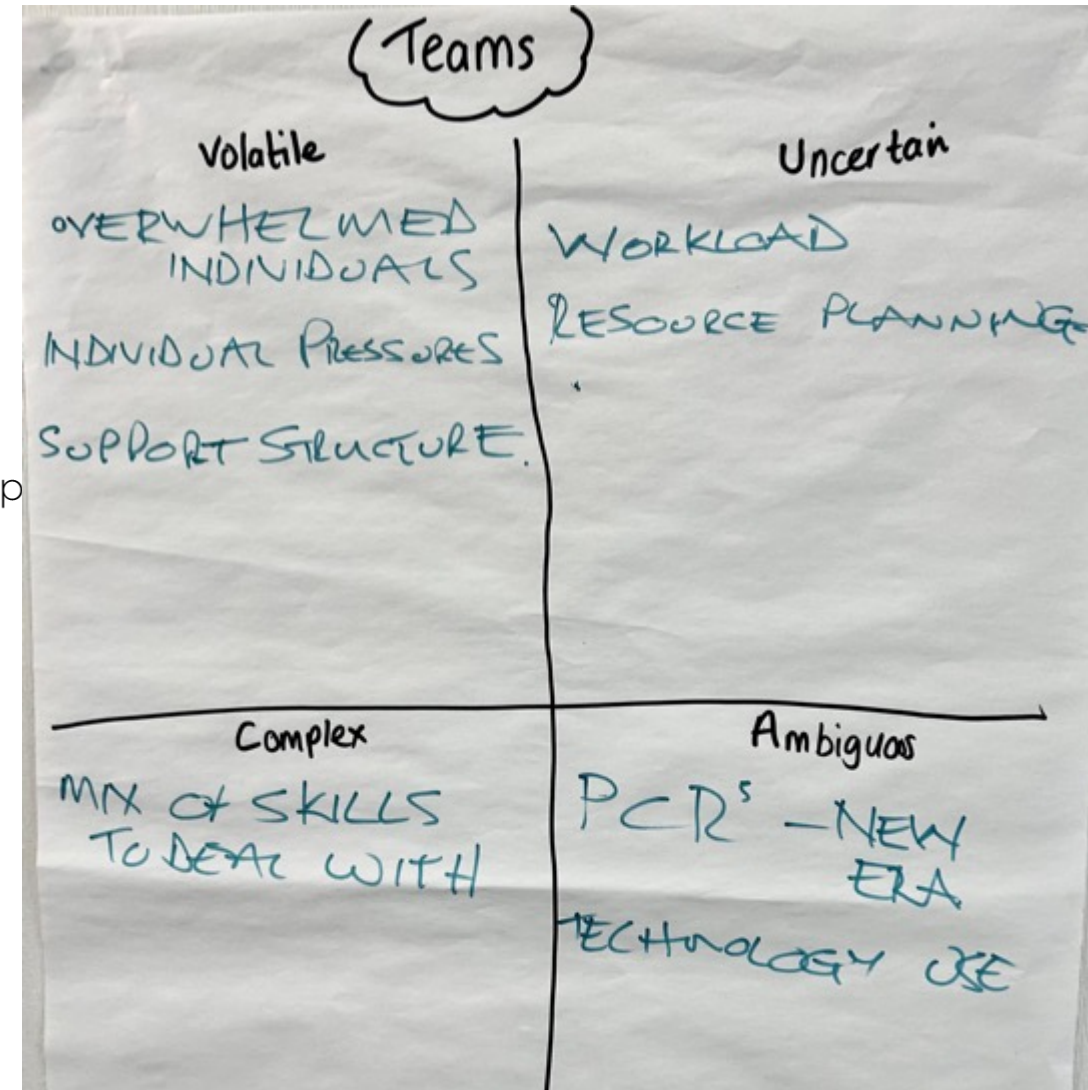 Teams
Volatile
OVERWHELMED
INDIVIDUALS
INDIVIDUAL PRESSURES
SUPPORT STRUCTURE.
Uncertain
WORKLOAD
RESOURCE PLANNING
p
Complex
MIX of SKILLS
TO DEAL WITH
Ambiguos
PCRs - NEW
ERA
TECHNOLOGY USE